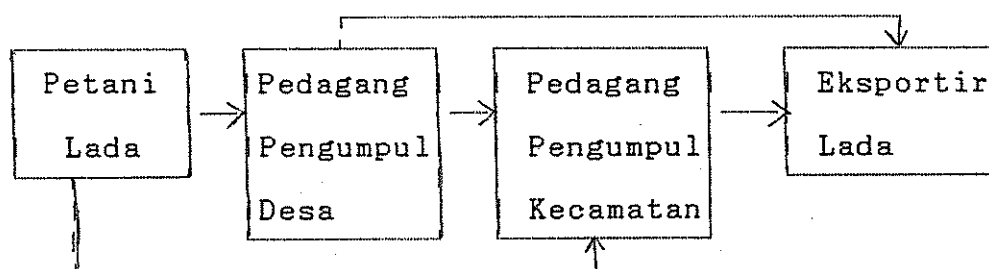 Petani
Lada
Pedagang
Pengumpul
Desa
Pedagang
Pengumpul
Kecamatan
Eksportir
Lada